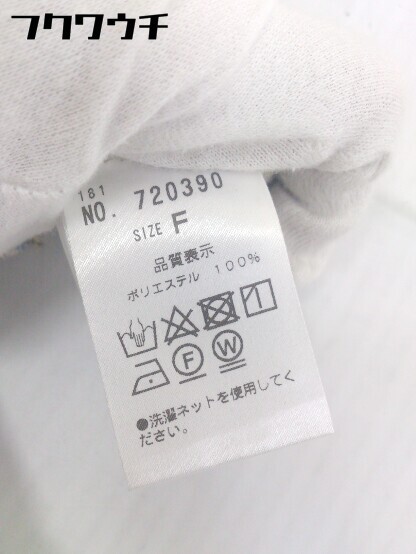 フクワウチ
181
NO. 720390
SIZE F
品質表示
ポリエステル 100%
F W
●洗濯ネットを使用してく
ださい。